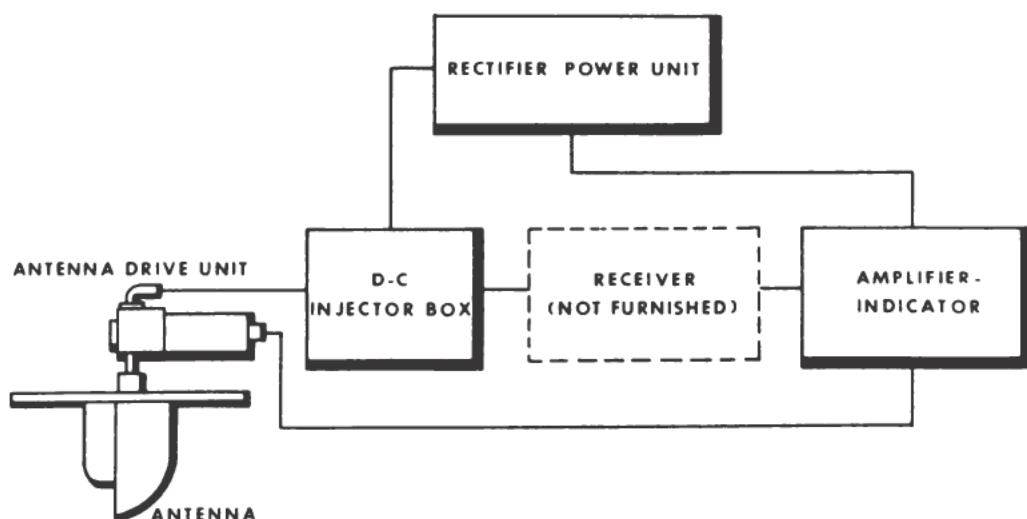 RECTIFIER POWER UNIT
ANTENNA DRIVE UNIT
D-C
INJECTOR BOX
RECEIVER
(NOT FURNISHED)
AMPLIFIER-
INDICATOR
ANTENNA